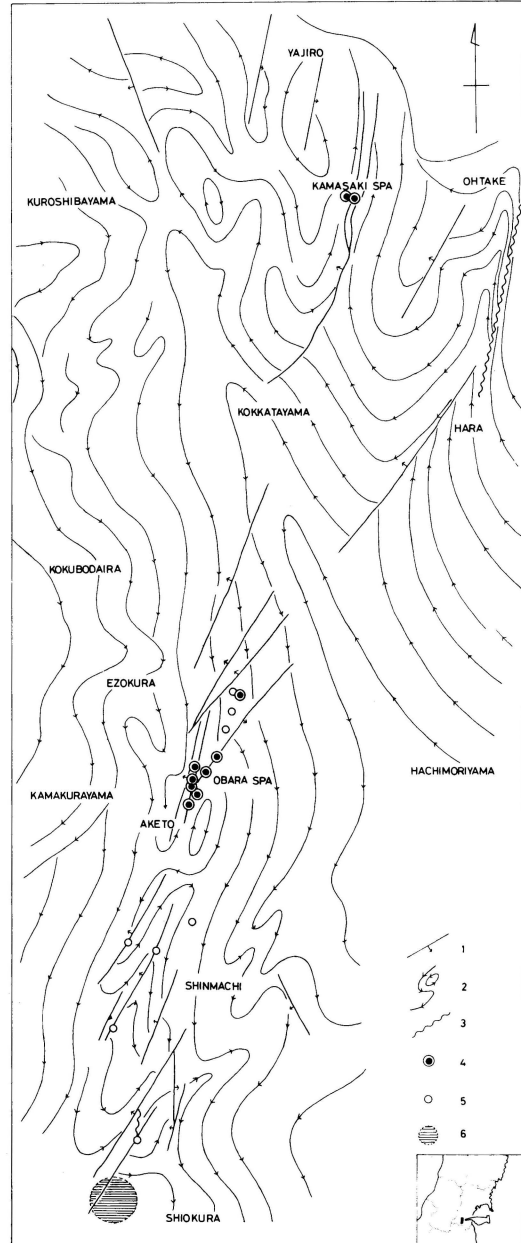 YAJIRO
KAMASAKI SPA
OHTAKE
KUROSHIBAYAMA
KOKKATAYAMA
HARA
KOKUBODAIRA
EZOKURA
HACHIMORIYAMA
OBARA SPA
KAMAKURAYAMA
AKETO
SHINMACHI
SHIOKURA
1
2
3
4
5
6